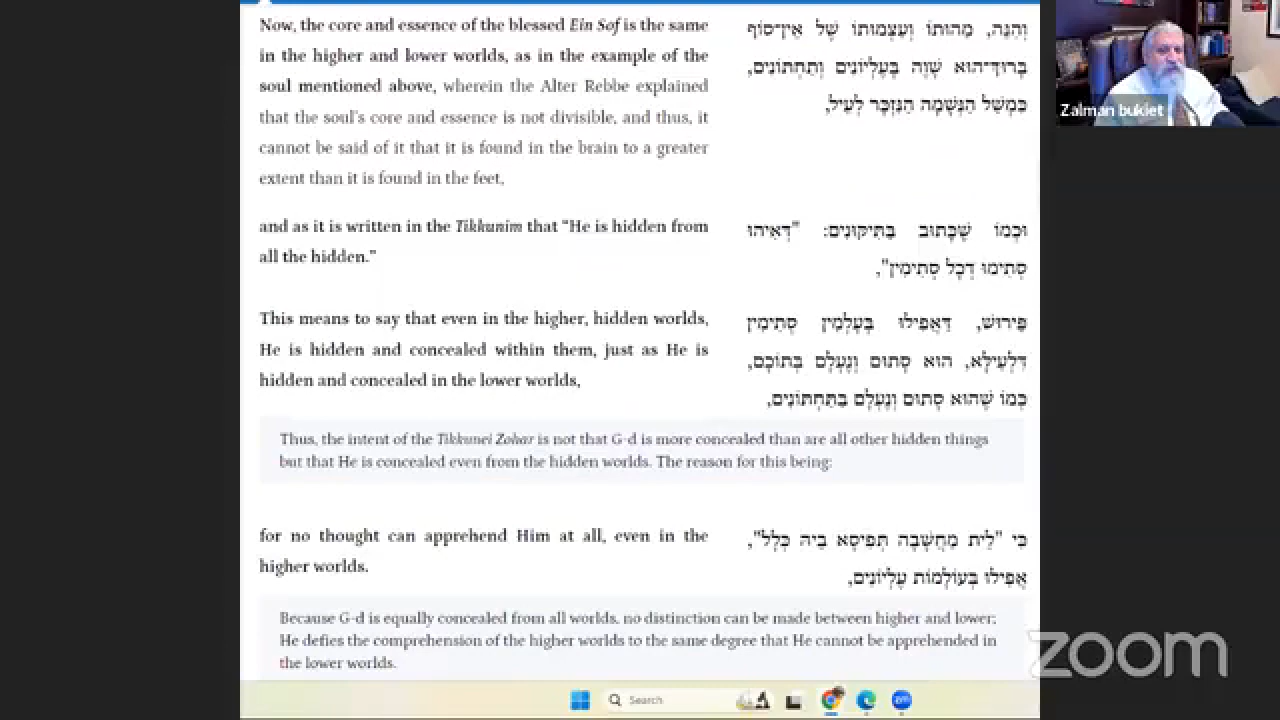 Now, the core and essence of the blessed Ein Sof is the same
in the higher and lower worlds, as in the example of the
soul mentioned above, wherein the Alter Rebbe explained
that the soul's core and essence is not divisible, and thus, it
cannot be said of it that it is found in the brain to a greater
extent than it is found in the feet,
וְהִנֵּה, מַהוּתוֹ וְעַצְמוּתוֹ שֶׁל אֵין־סוֹף
בָּרוּךְ־הוּא שָׁוֶה בָּעֶלְיוֹנִים וְתַחְתּוֹנִים,
כִּמְשַׁל הַנְּשָׁמָה הַנִּזְכָּר לְעֵיל,
and as it is written in the Tikkunim that “He is hidden from
all the hidden.”
וּכְמוֹ שֶׁכָּתוּב בַּתִּיקּוּנִים: "דְּאִיהוּ
סְתִימוּ דְּכָל סְתִימִין",
This means to say that even in the higher, hidden worlds,
He is hidden and concealed within them, just as He is
hidden and concealed in the lower worlds,
פֵּירוּשׁ, דַּאֲפִילּוּ בְּעָלְמִין סְתִימִין
דִּלְעֵילָּא, הוּא סָתוּם וְנֶעְלָם בְּתוֹכָם,
כְּמוֹ שֶׁהוּא סָתוּם וְנֶעְלָם בַּתַּחְתּוֹנִים,
Thus, the intent of the Tikkunei Zohar is not that G-d is more concealed than are all other hidden things
but that He is concealed even from the hidden worlds. The reason for this being:
for no thought can apprehend Him at all, even in the
higher worlds.
כִּי "לֵית מַחֲשָׁבָה תְּפִיסָא בֵיהּ כְּלָל",
אֲפִילּוּ בְּעוֹלָמוֹת עֶלְיוֹנִים,
Because G-d is equally concealed from all worlds, no distinction can be made between higher and lower;
He defies the comprehension of the higher worlds to the same degree that He cannot be apprehended in
the lower worlds.
Zalman bukiet
zoom
Search
zm